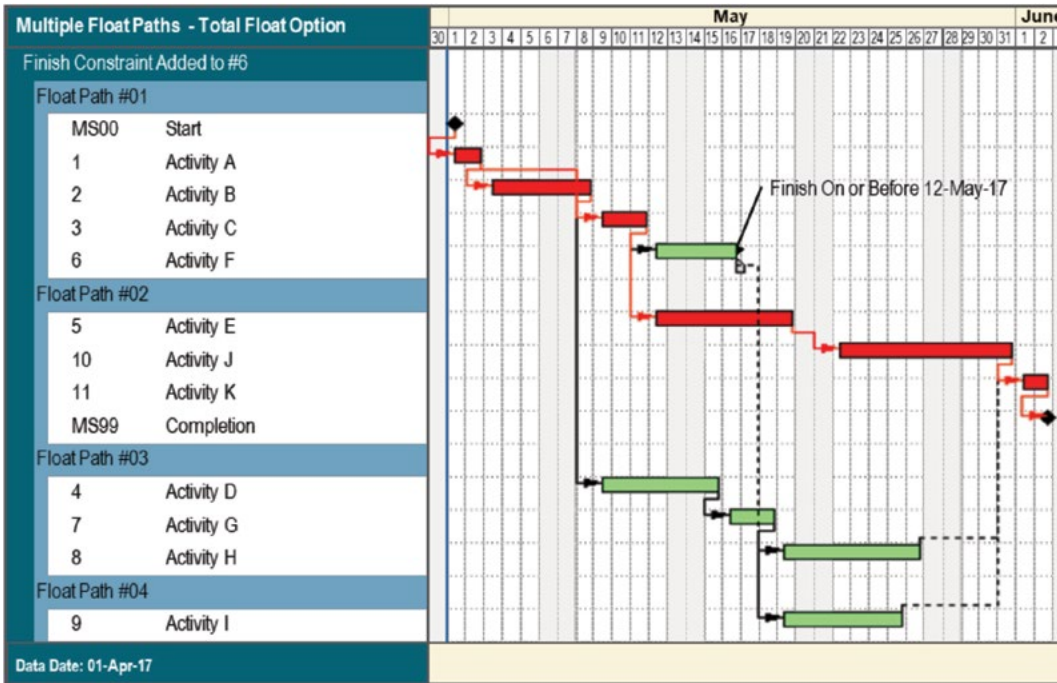 Multiple Float Paths - Total Float Option
May
June
30 1 2 3 4 5 6 7 8 9 10 11 12 13 14 15 16 17 18 19 20 21 22 23 24 25 26 27 28 29 30 31 1 2
Finish Constraint Added to #6
Float Path #01
MS00 Start
1 Activity A
2 Activity B
3 Activity C
6 Activity F
Finish On or Before 12-May-17
Float Path #02
5 Activity E
10 Activity J
11 Activity K
MS99 Completion
Float Path #03
4 Activity D
7 Activity G
8 Activity H
Float Path #04
9 Activity I
Data Date: 01-Apr-17